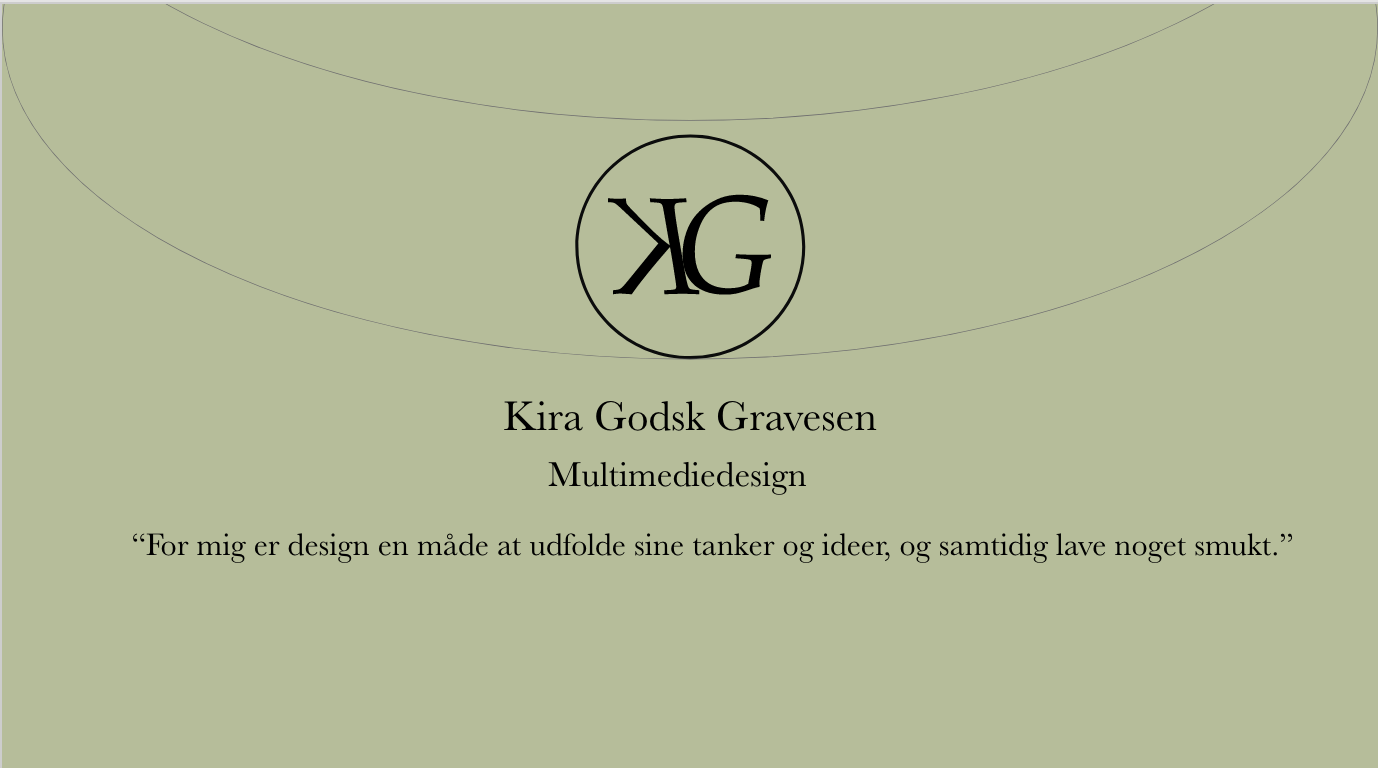 KG
Kira Godsk Gravesen
Multimediedesign
“For mig er design en måde at udfolde sine tanker og ideer, og samtidig lave noget smukt.”